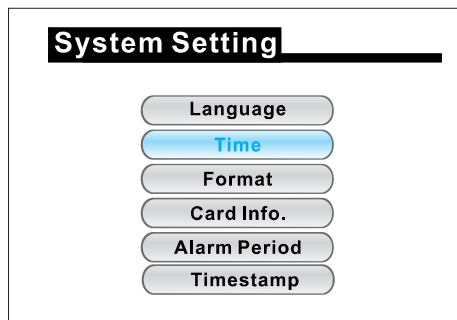 System Setting
Language
Time
Format
Card Info.
Alarm Period
Timestamp